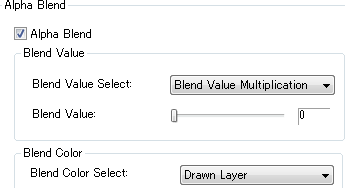 Alpha Blend
Alpha Blend
Blend Value
Blend Value Select: Blend Value Multiplication
Blend Value: 0
Blend Color
Blend Color Select: Drawn Layer